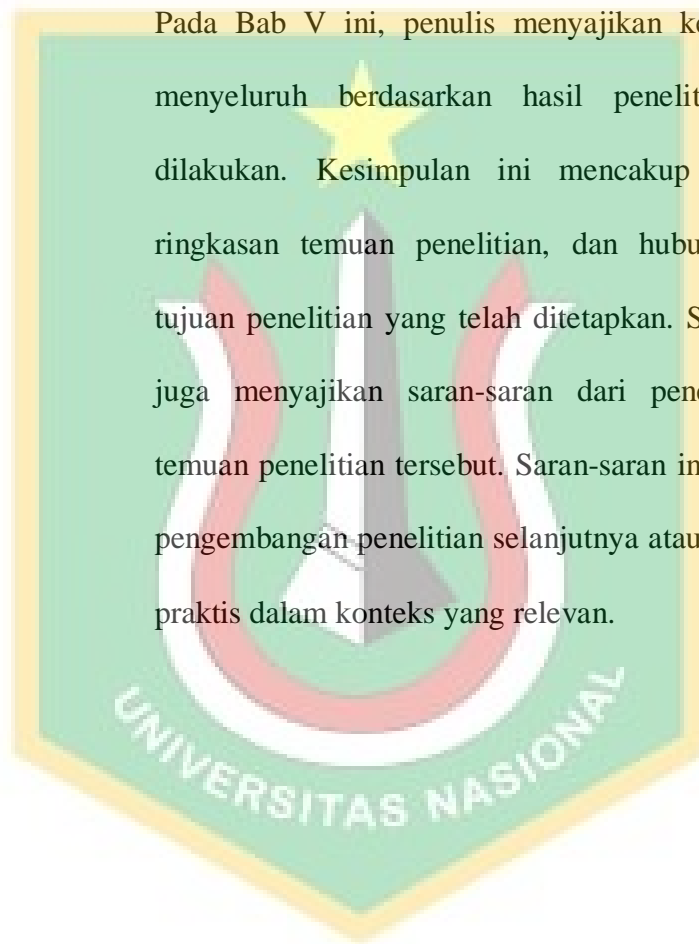 Pada Bab V ini, penulis menyajikan
menyeluruh berdasarkan hasil
dilakukan. Kesimpulan ini mencakup
ringkasan temuan penelitian, dan
tujuan penelitian yang telah ditetapkan.
juga menyajikan saran-saran dari
temuan penelitian tersebut. Saran-saran
pengembangan penelitian selanjutnya atau
praktis dalam konteks yang relevan.
UNIVERSITAS NASIONAL